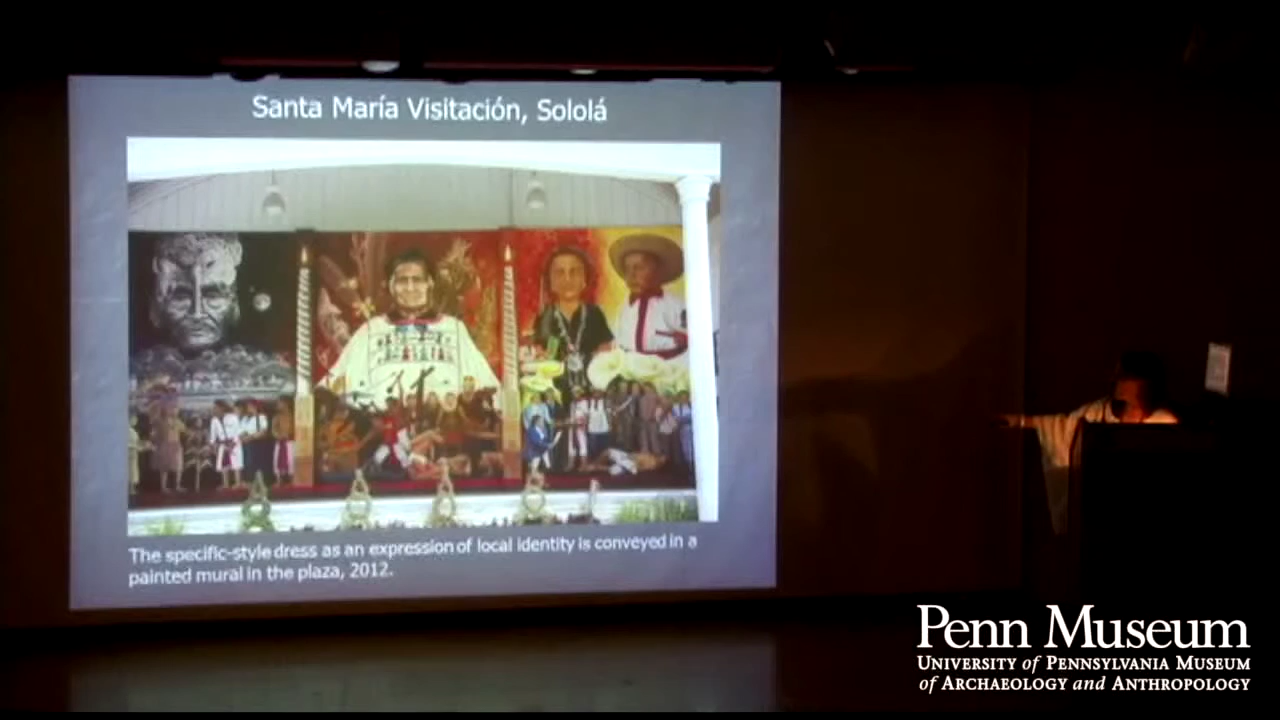 Santa María Visitación, Sololá
The specific-style dress as an expression of local identity is conveyed in a
painted mural in the plaza, 2012.
Penn Museum
UNIVERSITY of PENNSYLVANIA MUSEUM
of ARCHAEOLOGY and ANTHROPOLOGY